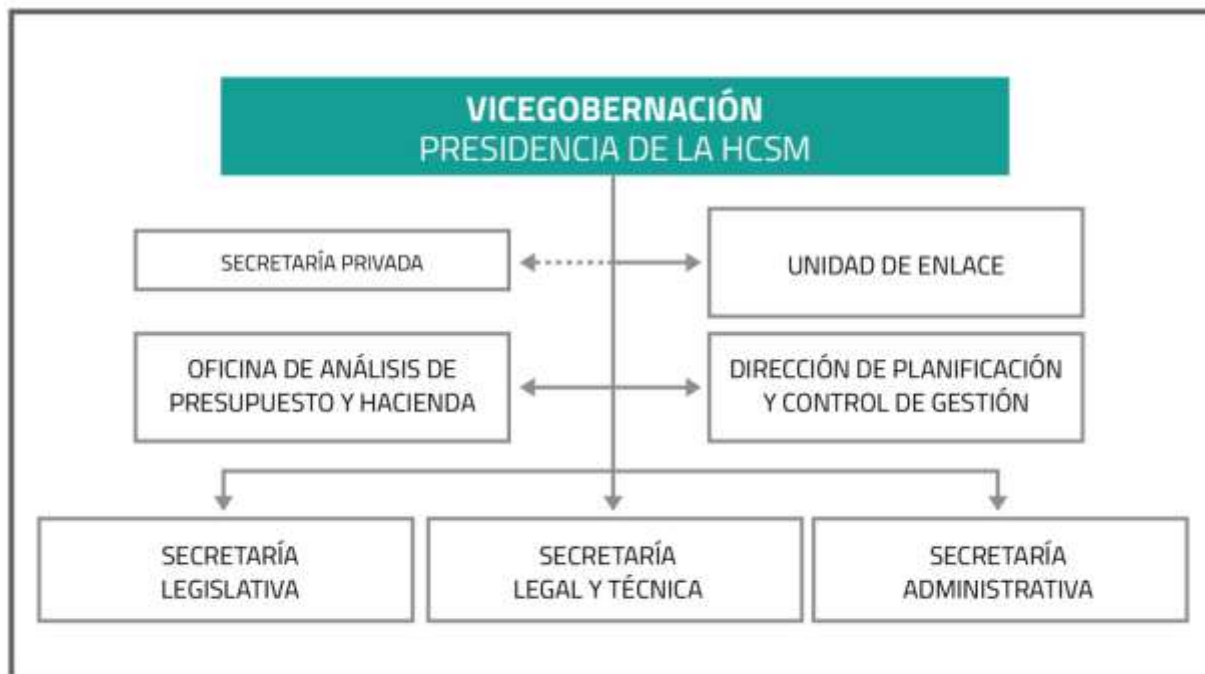 VICEGOBERNACIÓN
PRESIDENCIA DE LA HCSM
SECRETARÍA PRIVADA
UNIDAD DE ENLACE
OFICINA DE ANÁLISIS DE
PRESUPUESTO Y HACIENDA
DIRECCIÓN DE PLANIFICACIÓN
Y CONTROL DE GESTIÓN
SECRETARÍA
LEGISLATIVA
SECRETARÍA
LEGAL Y TÉCNICA
SECRETARÍA
ADMINISTRATIVA